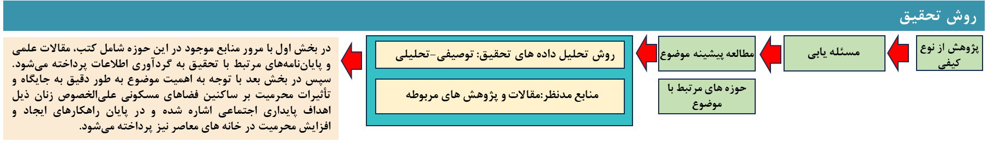 روش تحقیق
پژوهش از نوع
کیفی
مسئله یابی
مطالعه پیشینه موضوع
حوزه های مرتبط با
موضوع
روش تحلیل داده های تحقیق: توصیفی-تحلیلی
منابع مدنظر:مقالات و پژوهش های مربوطه
در بخش اول با مرور منابع موجود در این حوزه شامل کتب، مقالات علمی
و پایان‌نامه‌های مرتبط با تحقیق به گردآوری اطلاعات پرداخته می‌شود.
سپس در بخش بعد با توجه به اهمیت موضوع به طور دقیق به جایگاه و
تأثیرات محرمیت بر ساکنین فضاهای مسکونی علی‌الخصوص زنان ذیل
اهداف پایداری اجتماعی اشاره شده و در پایان راهکارهای ایجاد و
افزایش محرمیت در خانه های معاصر نیز پرداخته می‌شود.